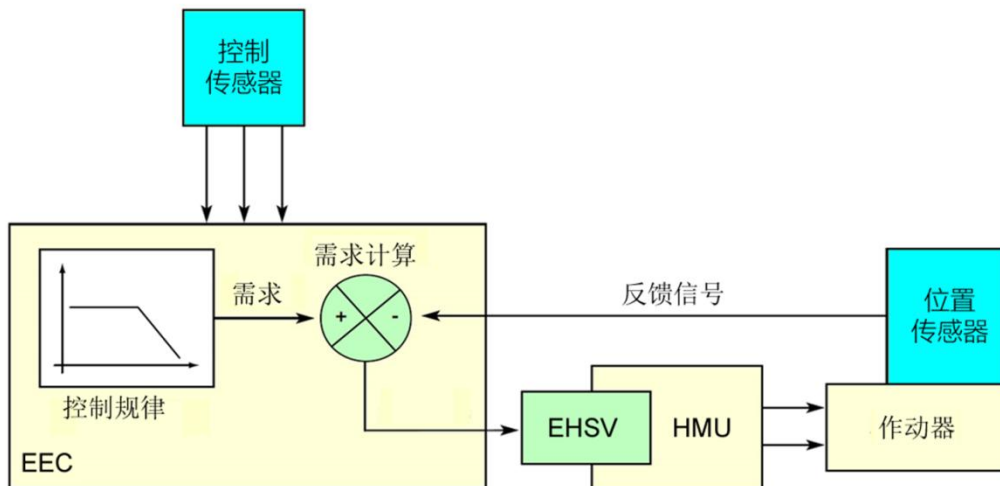 控制
传感器
需求计算
需求
+
-
反馈信号
位置
传感器
控制规律
EHSV
HMU
作动器
EEC